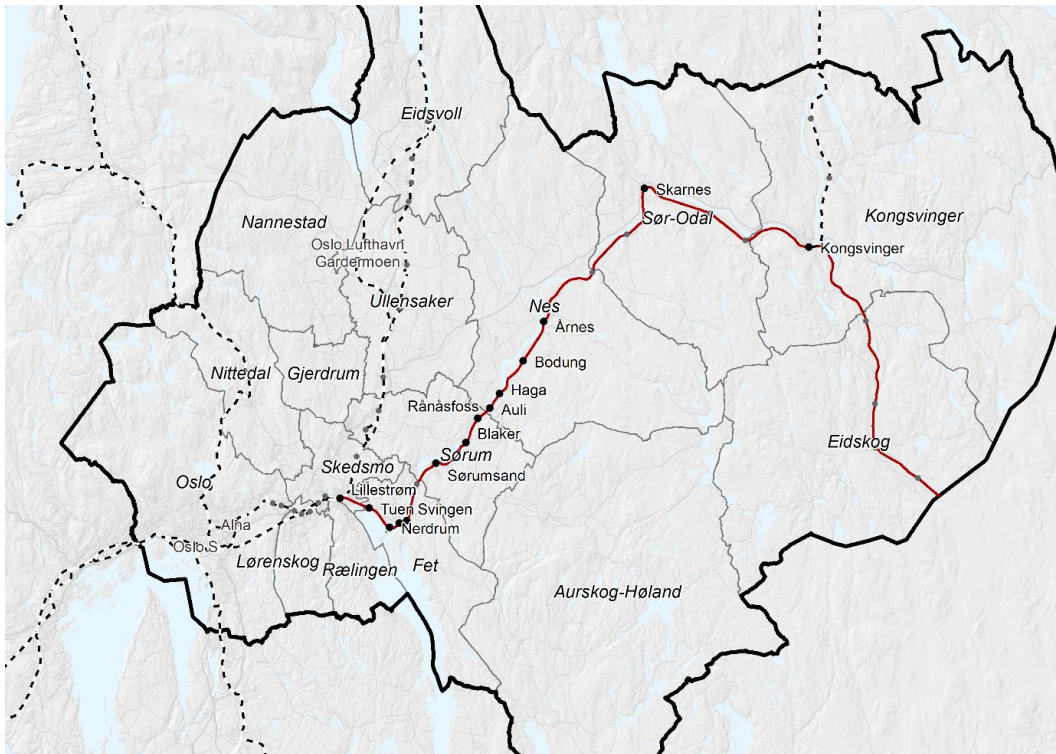 Eidsvoll
Skarnes
Nannestad
Sør-Odal
Kongsvinger
Oslo Lufthavn
Gardermoen
Kongsvinger
Ullensaker
Nes
Årnes
Nittedal
Gjerdrum
Bodung
Haga
Rånåsfoss
Auli
Blaker
Eidskog
Sørum
Skedsmo
Sørumsand
Oslo
Lillestrøm
Tuen Svingen
Alna
Nerdrum
Oslo S
Lørenskog
Rælingen
Fet
Aurskog-Høland